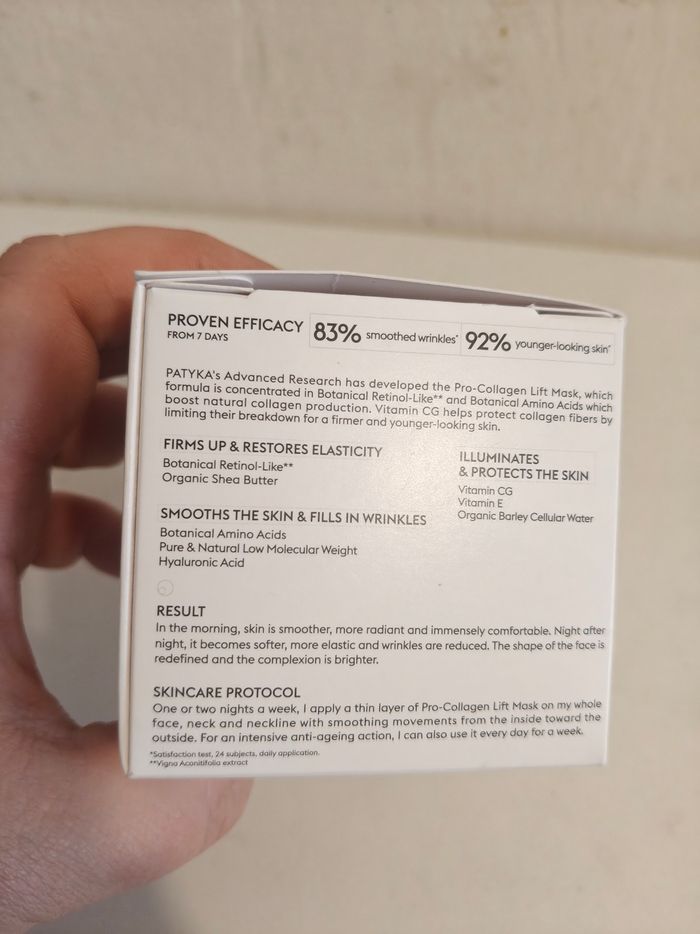 PROVEN EFFICACY
FROM 7 DAYS
83% smoothed wrinkles*
92% younger-looking skin*
PATYKA's Advanced Research has developed the Pro-Collagen Lift Mask, which
formula is concentrated in Botanical Retinol-Like** and Botanical Amino Acids which
boost natural collagen production. Vitamin CG helps protect collagen fibers by
limiting their breakdown for a firmer and younger-looking skin.
FIRMS UP & RESTORES ELASTICITY
Botanical Retinol-Like**
Organic Shea Butter
ILLUMINATES
& PROTECTS THE SKIN
Vitamin CG
Vitamin E
Organic Barley Cellular Water
SMOOTHS THE SKIN & FILLS IN WRINKLES
Botanical Amino Acids
Pure & Natural Low Molecular Weight
Hyaluronic Acid
RESULT
In the morning, skin is smoother, more radiant and immensely comfortable. Night after
night, it becomes softer, more elastic and wrinkles are reduced. The shape of the face is
redefined and the complexion is brighter.
SKINCARE PROTOCOL
One or two nights a week, I apply a thin layer of Pro-Collagen Lift Mask on my whole
face, neck and neckline with smoothing movements from the inside toward the
outside. For an intensive anti-ageing action, I can also use it every day for a week.
*Satisfaction test, 24 subjects, daily application.
**Vigna Aconitifolia extract